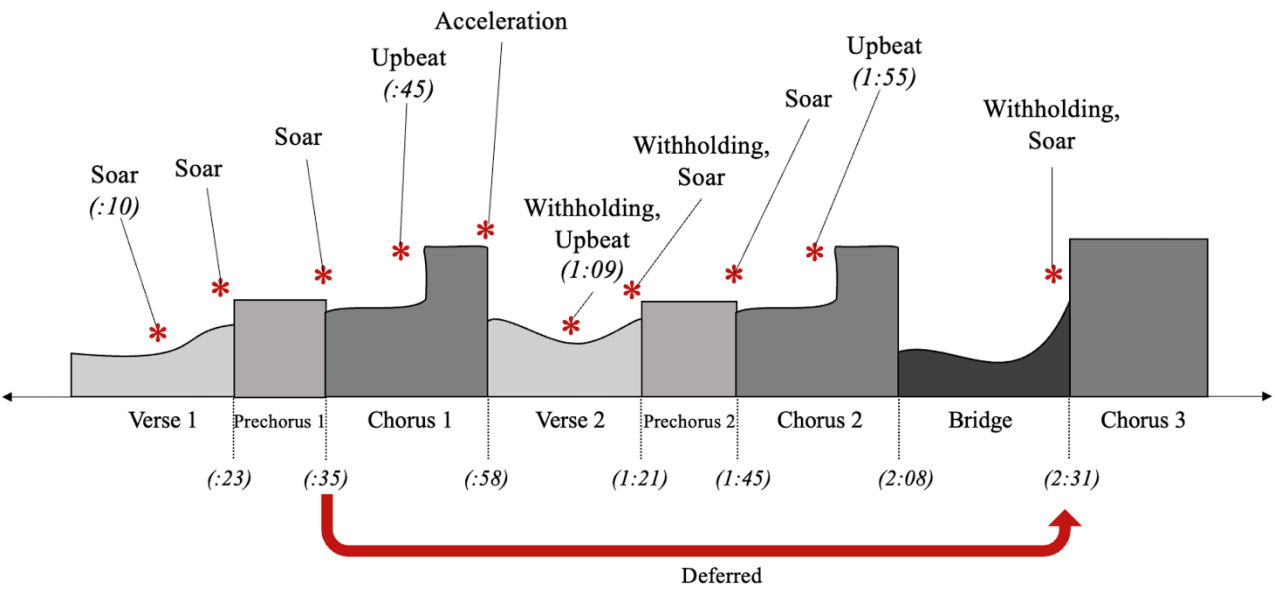 Acceleration
Upbeat
(:45)
Upbeat
(1:55)
Soar
Soar
Withholding,
Soar
Soar
(:10)
Soar
Withholding,
Soar
Withholding,
Upbeat
(1:09)
Verse 1
Prechorus 1
Chorus 1
Verse 2
Prechorus 2
Chorus 2
Bridge
Chorus 3
(:23)
(:35)
(:58)
(1:21)
(1:45)
(2:08)
(2:31)
Deferred